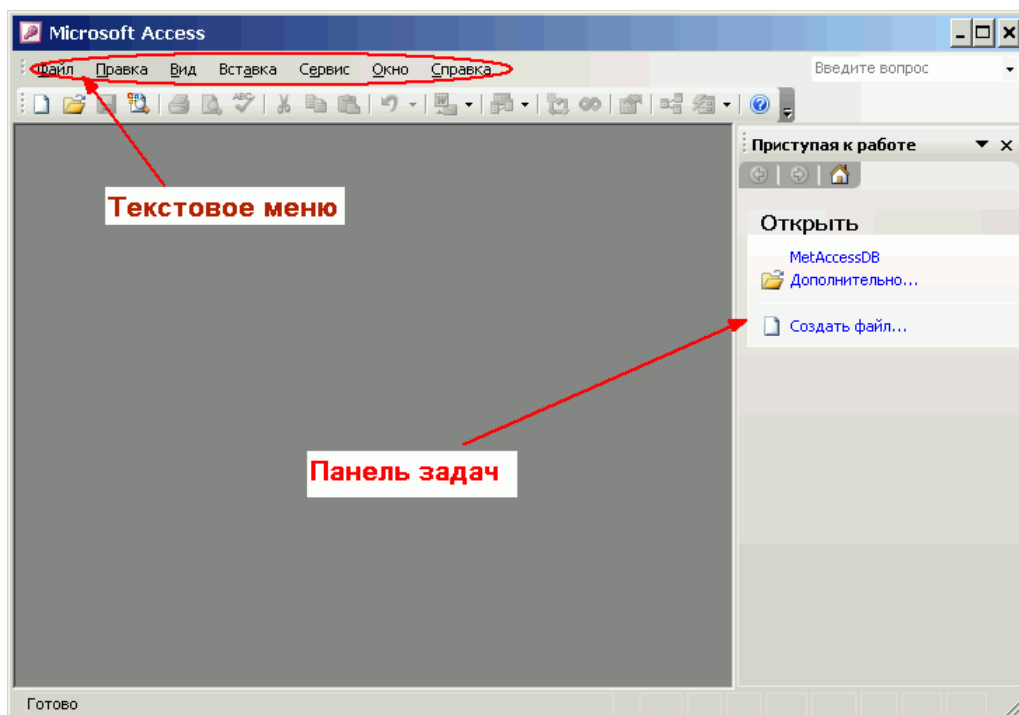 Microsoft Access
Файл Правка Вид Вставка Сервис Окно Справка
Введите вопрос
ABC
W
Приступая к работе
Текстовое меню
Открыть
MetAccessDB
Дополнительно...
Создать файл...
Панель задач
Готово